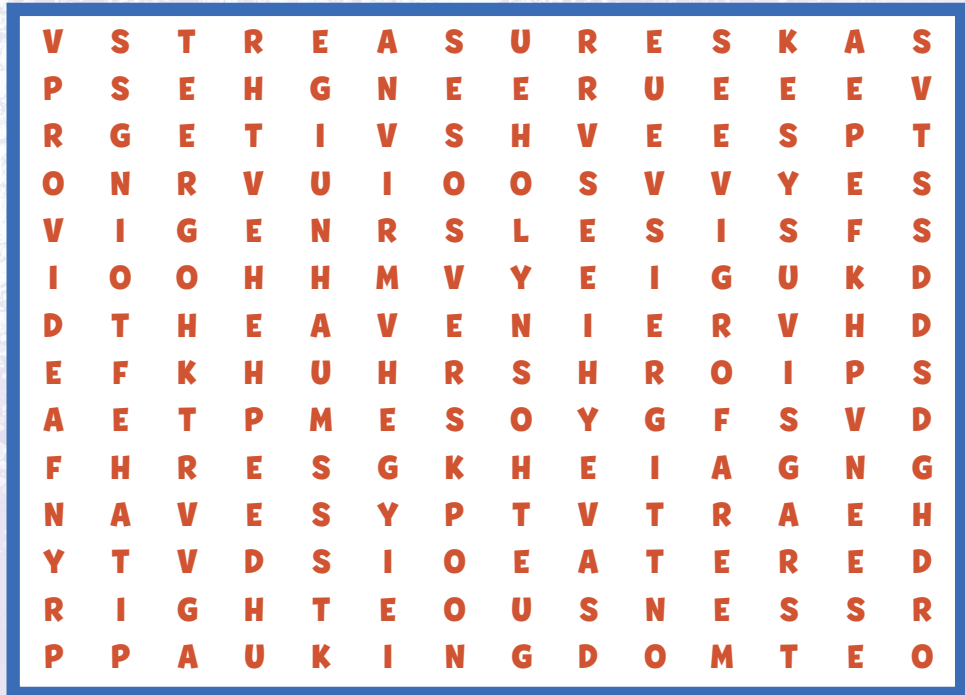 V S T R E A S U R E S K A S
P S E H G N E E R U E E E V
R G E T I V S H V E E S P T
O N R V U I O O S V V Y E S
V I G E N R S L E S I S F S
I O O H H M V Y E I G U K D
D T H E A V E N I E R V H D
E F K H U H R S H R O I P S
A E T P M E S O Y G F S V D
F H R E S G K H E I A G N G
N A V E S Y P T V T R A E H
Y T V D S I O E A T E R E D
R I G H T E O U S N E S S R
P P A U K I N G D O M T E O